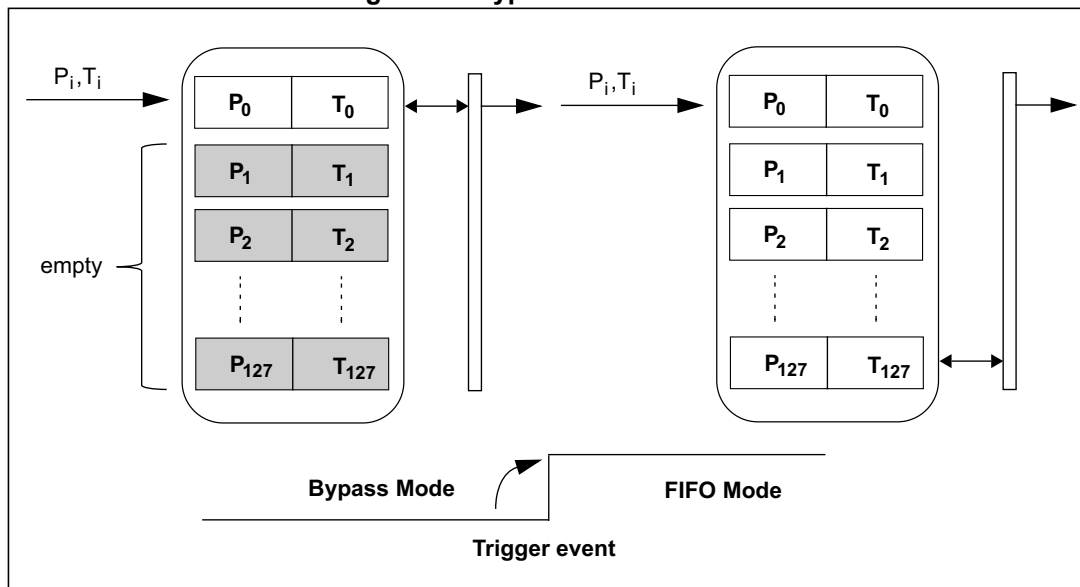 P_i,T_i
P_0 T_0
P_1 T_1
P_2 T_2
empty
P_127 T_127
P_i,T_i
P_0 T_0
P_1 T_1
P_2 T_2
P_127 T_127
Bypass Mode
FIFO Mode
Trigger event